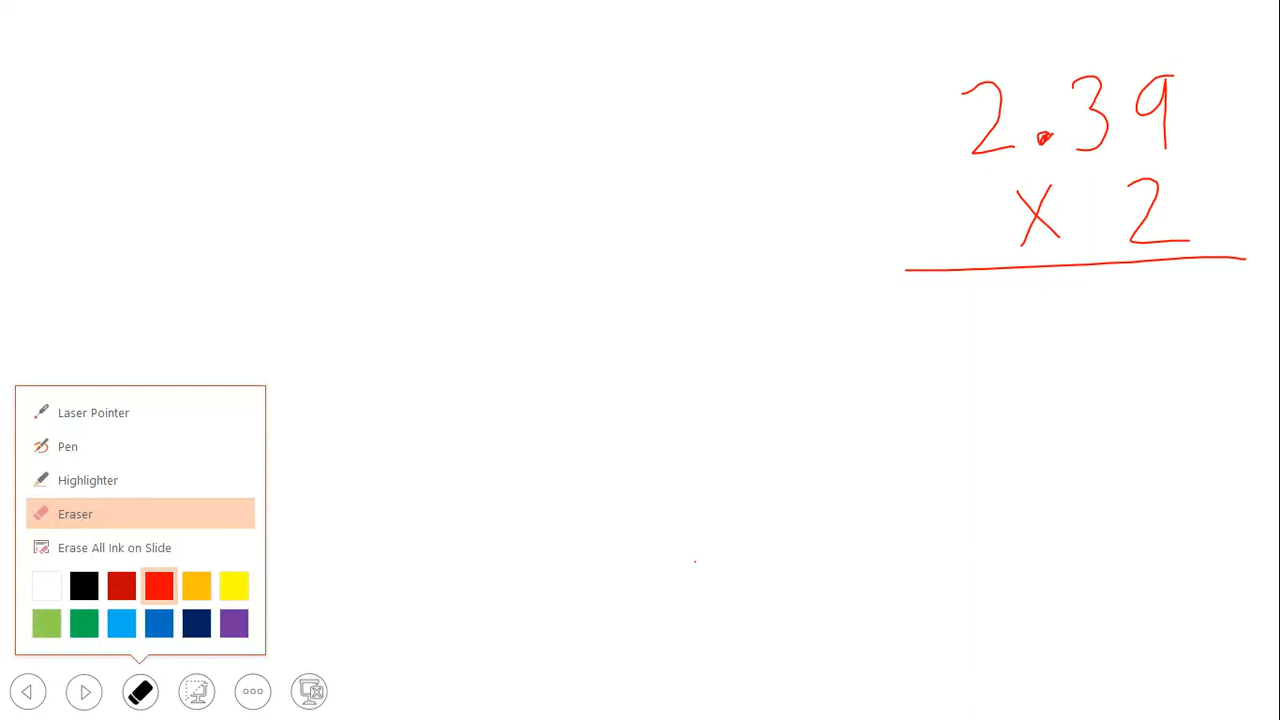 2.39
x 2
Laser Pointer
Pen
Highlighter
Eraser
Erase All Ink on Slide